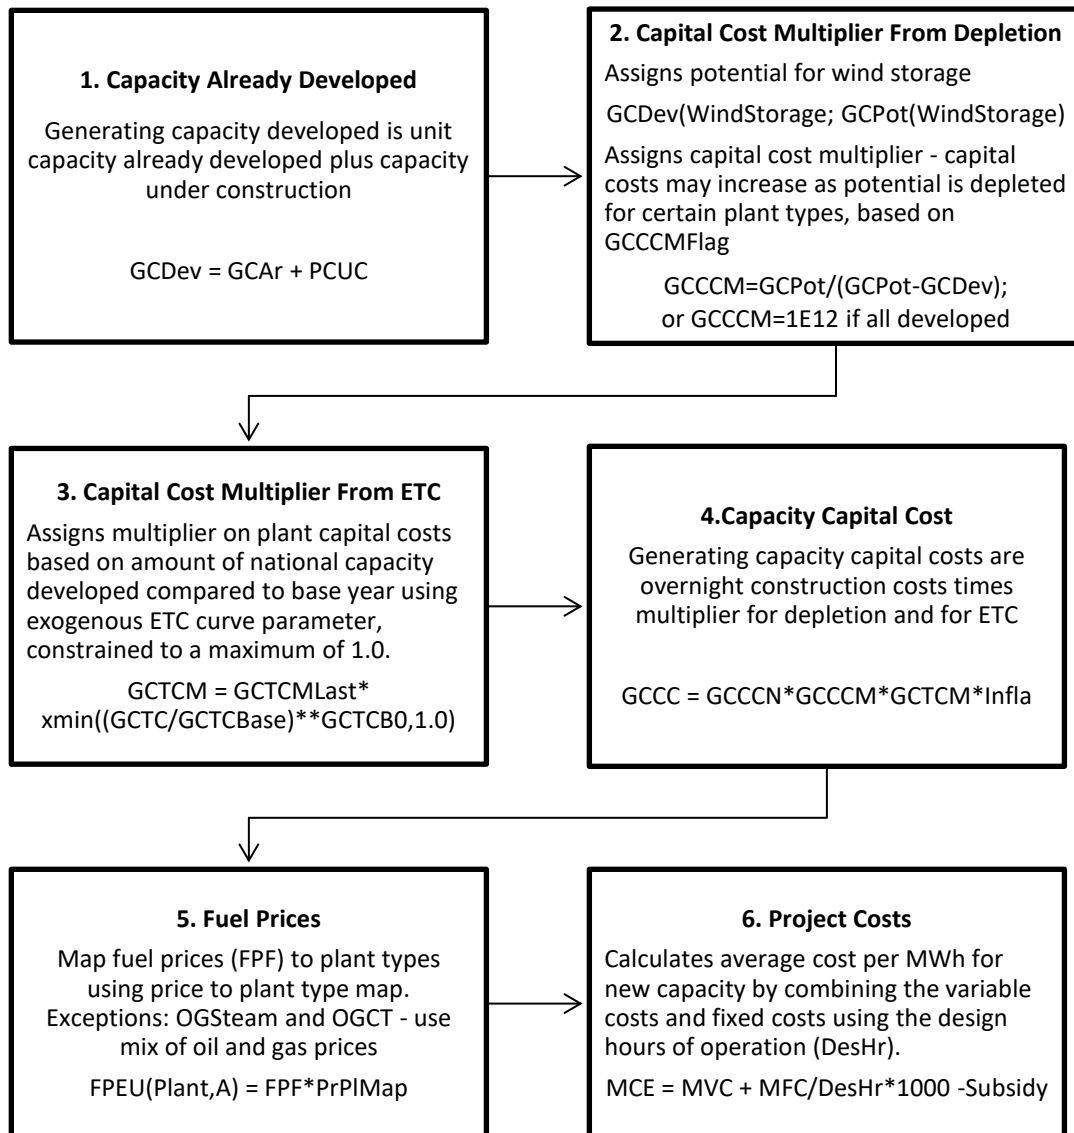 1. Capacity Already Developed
Generating capacity developed is unit
capacity already developed plus capacity
under construction
GCDev = GCAr + PCUC
2. Capital Cost Multiplier From Depletion
Assigns potential for wind storage
GCDev(WindStorage; GCPot(WindStorage)
Assigns capital cost multiplier - capital
costs may increase as potential is depleted
for certain plant types, based on
GCCCMFlag
GCCCM=GCPot/(GCPot-GCDev);
or GCCCM=1E12 if all developed
3. Capital Cost Multiplier From ETC
Assigns multiplier on plant capital costs
based on amount of national capacity
developed compared to base year using
exogenous ETC curve parameter,
constrained to a maximum of 1.0.
GCTCM = GCTCMLast*
xmin((GCTC/GCTCBase)**GCTCB0,1.0)
4.Capacity Capital Cost
Generating capacity capital costs are
overnight construction costs times
multiplier for depletion and for ETC
GCCC = GCCCN*GCCCM*GCTCM*Infla
5. Fuel Prices
Map fuel prices (FPF) to plant types
using price to plant type map.
Exceptions: OGSteam and OGCT - use
mix of oil and gas prices
FPEU(Plant,A) = FPF*PrPlMap
6. Project Costs
Calculates average cost per MWh for
new capacity by combining the variable
costs and fixed costs using the design
hours of operation (DesHr).
MCE = MVC + MFC/DesHr*1000 -Subsidy